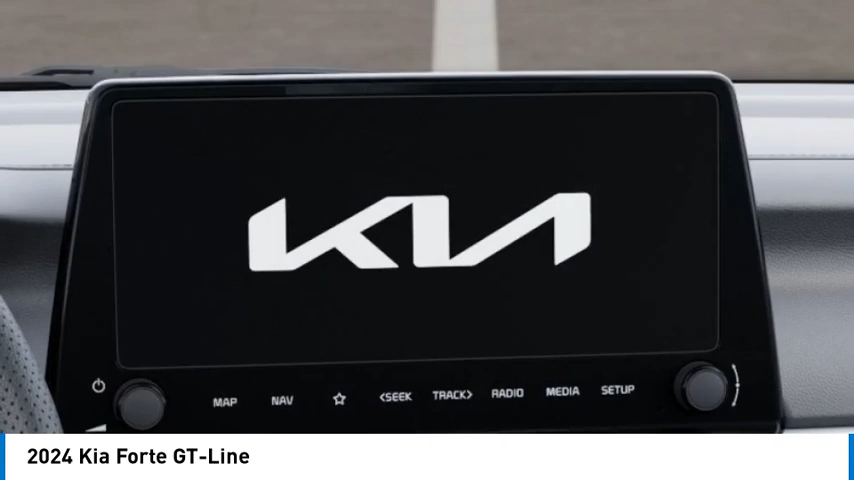 KIA
MAP NAV <SEEK TRACK> RADIO MEDIA SETUP
2024 Kia Forte GT-Line